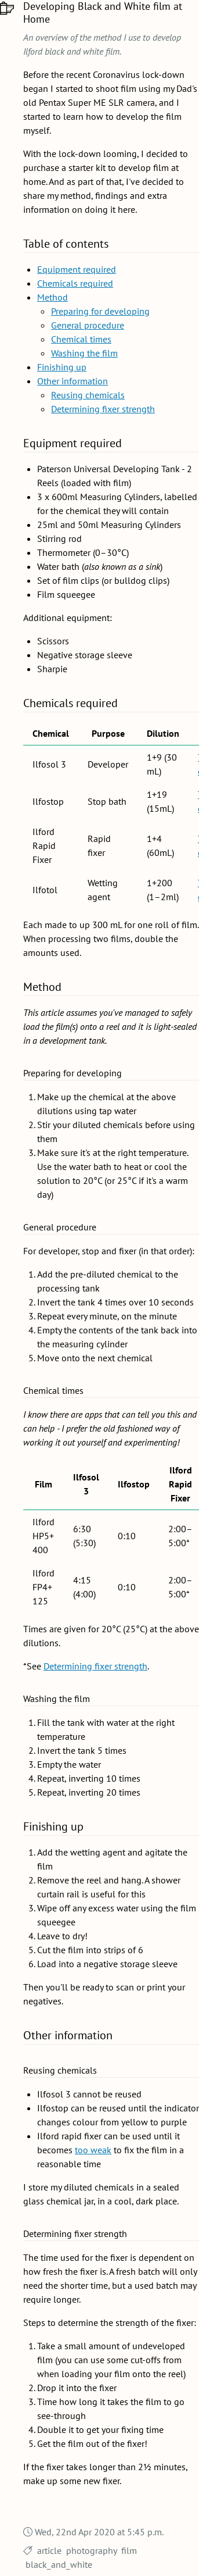 Developing Black and White film at
Home
An overview of the method I use to develop
Ilford black and white film.
Before the recent Coronavirus lock-down
began I started to shoot film using my Dad's
old Pentax Super ME SLR camera, and I
started to learn how to develop the film
myself.
With the lock-down looming, I decided to
purchase a starter kit to develop film at
home. And as part of that, I've decided to
share my method, findings and extra
information on doing it here.
Table of contents
• Equipment required
• Chemicals required
• Method
◦ Preparing for developing
◦ General procedure
◦ Chemical times
◦ Washing the film
• Finishing up
• Other information
◦ Reusing chemicals
◦ Determining fixer strength
Equipment required
• Paterson Universal Developing Tank - 2
Reels (loaded with film)
• 3 x 600ml Measuring Cylinders, labelled
for the chemical they will contain
• 25ml and 50ml Measuring Cylinders
• Stirring rod
• Thermometer (0–30°C)
• Water bath (also known as a sink)
• Set of film clips (or bulldog clips)
• Film squeegee
Additional equipment:
• Scissors
• Negative storage sleeve
• Sharpie
Chemicals required
Chemical Purpose Dilution
Ilfosol 3 Developer 1+9 (30
mL)
Ilfostop Stop bath 1+19
(15mL)
Ilford
Rapid
Fixer Rapid
fixer 1+4
(60mL)
Ilfotol Wetting
agent 1+200
(1–2ml)
Each made to up 300 mL for one roll of film.
When processing two films, double the
amounts used.
Method
This article assumes you've managed to safely
load the film(s) onto a reel and it is light-sealed
in a development tank.
Preparing for developing
1. Make up the chemical at the above
dilutions using tap water
2. Stir your diluted chemicals before using
them
3. Make sure it's at the right temperature.
Use the water bath to heat or cool the
solution to 20°C (or 25°C if it's a warm
day)
General procedure
For developer, stop and fixer (in that order):
1. Add the pre-diluted chemical to the
processing tank
2. Invert the tank 4 times over 10 seconds
3. Repeat every minute, on the minute
4. Empty the contents of the tank back into
the measuring cylinder
5. Move onto the next chemical
Chemical times
I know there are apps that can tell you this and
can help - I prefer the old fashioned way of
working it out yourself and experimenting!
Film Ilfosol
3 Ilfostop Ilford
Rapid
Fixer
Ilford
HP5+
400 6:30
(5:30) 0:10 2:00–
5:00*
Ilford
FP4+
125 4:15
(4:00) 0:10 2:00–
5:00*
Times are given for 20°C (25°C) at the above
dilutions.
*See Determining fixer strength.
Washing the film
1. Fill the tank with water at the right
temperature
2. Invert the tank 5 times
3. Empty the water
4. Repeat, inverting 10 times
5. Repeat, inverting 20 times
Finishing up
1. Add the wetting agent and agitate the
film
2. Remove the reel and hang. A shower
curtain rail is useful for this
3. Wipe off any excess water using the film
squeegee
4. Leave to dry!
5. Cut the film into strips of 6
6. Load into a negative storage sleeve
Then you'll be ready to scan or print your
negatives.
Other information
Reusing chemicals
• Ilfosol 3 cannot be reused
• Ilfostop can be reused until the indicator
changes colour from yellow to purple
• Ilford rapid fixer can be used until it
becomes too weak to fix the film in a
reasonable time
I store my diluted chemicals in a sealed
glass chemical jar, in a cool, dark place.
Determining fixer strength
The time used for the fixer is dependent on
how fresh the fixer is. A fresh batch will only
need the shorter time, but a used batch may
require longer.
Steps to determine the strength of the fixer:
1. Take a small amount of undeveloped
film (you can use some cut-offs from
when loading your film onto the reel)
2. Drop it into the fixer
3. Time how long it takes the film to go
see-through
4. Double it to get your fixing time
5. Get the film out of the fixer!
If the fixer takes longer than 2½ minutes,
make up some new fixer.
Wed, 22nd Apr 2020 at 5:45 p.m.
article photography film
black_and_white